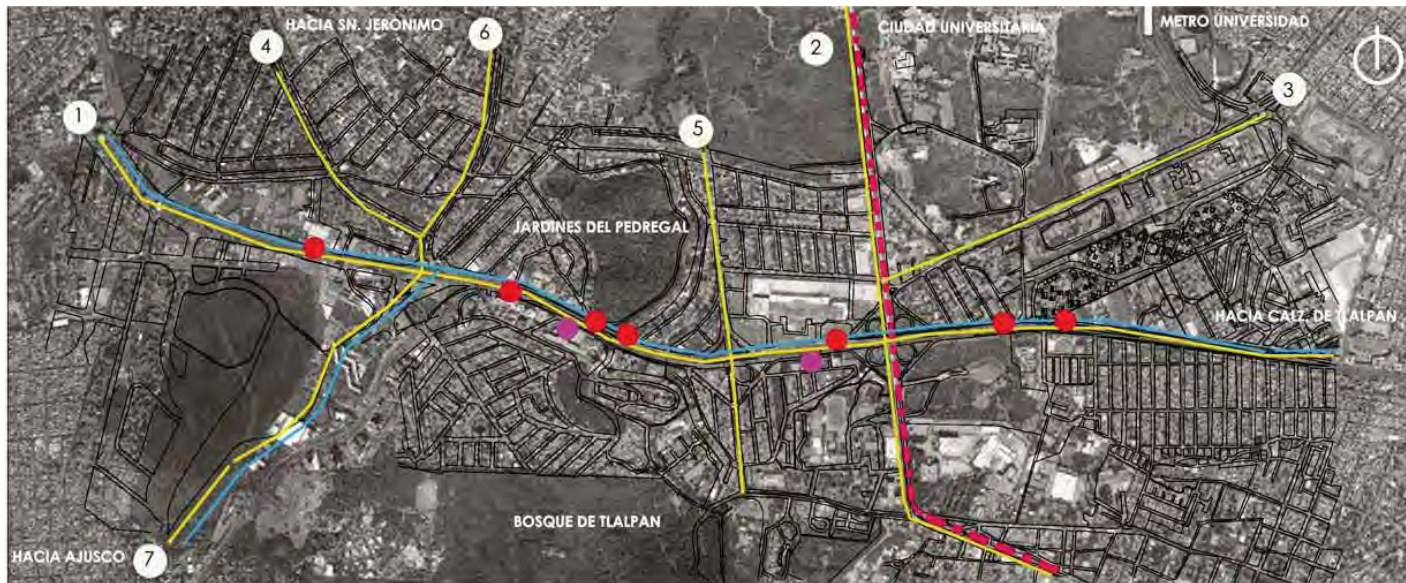 HACIA SN. JERÓNIMO
CIUDAD UNIVERSITARIA
METRO UNIVERSIDAD
4
6
2
3
1
5
JARDINES DEL PEDREGAL
HACIA CALZ. DE TLALPAN
BOSQUE DE TLALPAN
HACIA AJUSCO
7